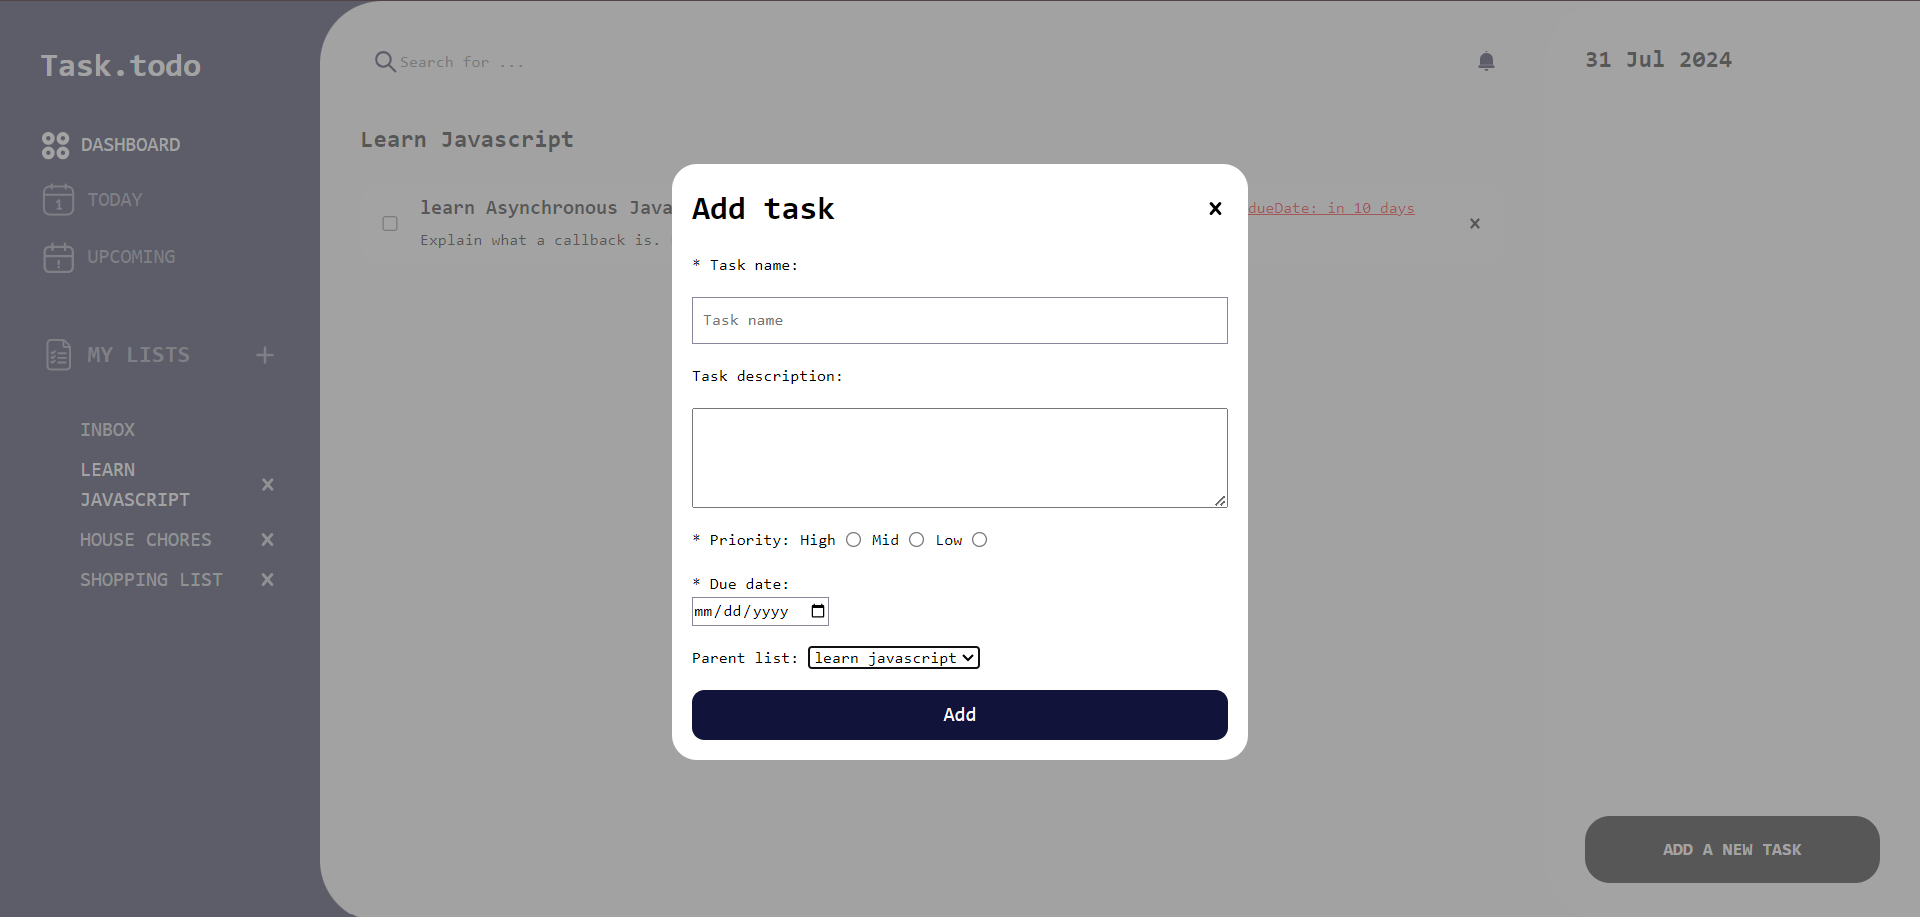 Task.todo
DASHBOARD
1
TODAY
UPCOMING
MY LISTS
+
INBOX
LEARN
JAVASCRIPT
x
HOUSE CHORES
x
SHOPPING LIST
x
Search for ...
31 Jul 2024
Learn Javascript
learn Asynchronous Java
Explain what a callback is.
dueDate: in 10 days
x
Add task
x
* Task name:
Task name
Task description:
* Priority: High Mid Low
* Due date:
mm/dd/yyyy
Parent list: learn javascript
Add
ADD A NEW TASK